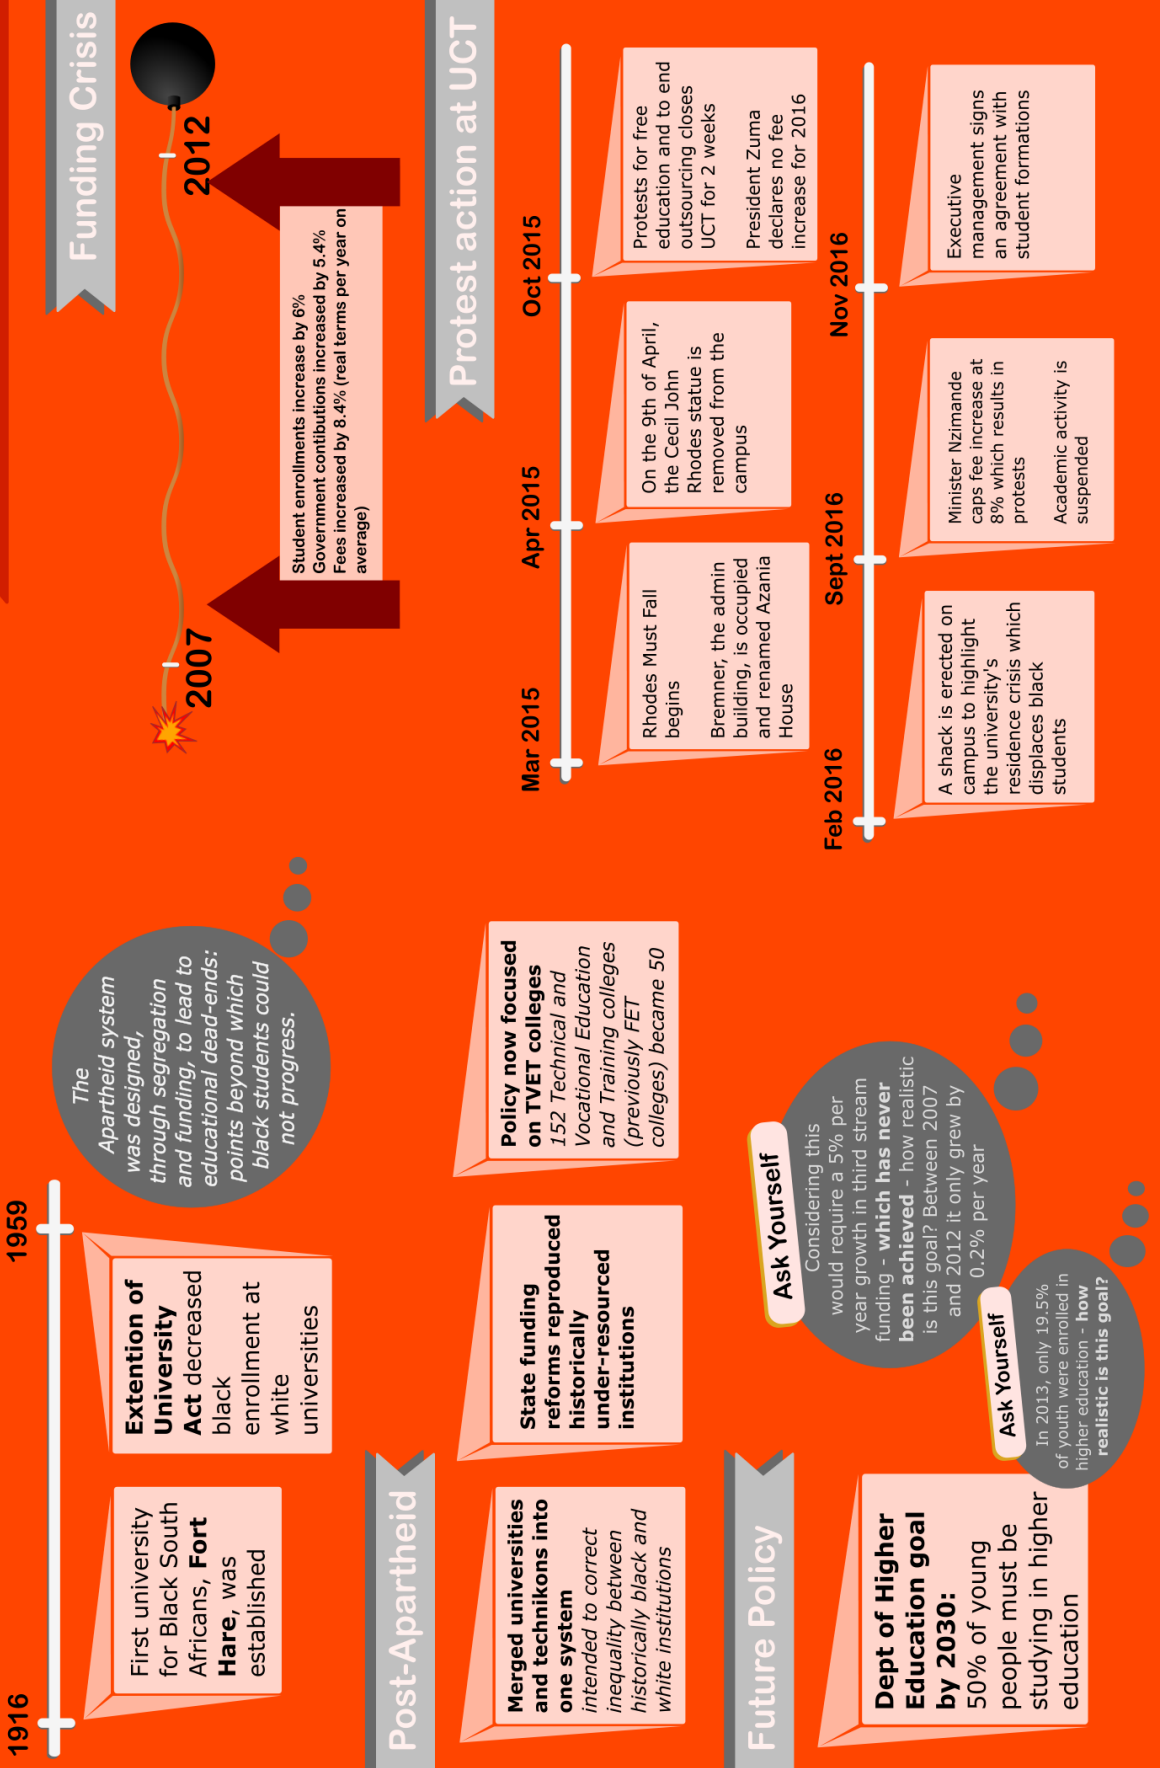 1916
1959
First university
for Black South
Africans, Fort
Hare, was
established
Extention of
University
Act decreased
black
enrollment at
white
universities
The
Apartheid system
was designed,
through segregation
and funding, to lead to
educational dead-ends:
points beyond which
black students could
not progress.
Post-Apartheid
Merged universities
and technikons into
one system
intended to correct
inequality between
historically black and
white institutions
State funding
reforms reproduced
historically
under-resourced
institutions
Policy now focused
on TVET colleges
152 Technical and
Vocational Education
and Training colleges
(previously FET
colleges) became 50
Future Policy
Dept of Higher
Education goal
by 2030:
50% of young
people must be
studying in higher
education
Ask Yourself
In 2013, only 19.5%
of youth were enrolled in
higher education - how
realistic is this goal?
Ask Yourself
Considering this
would require a 5% per
year growth in third stream
funding - which has never
been achieved - how realistic
is this goal? Between 2007
and 2012 it only grew by
0.2% per year
Funding Crisis
2007
2012
Student enrollments increase by 6%
Government contibutions increased by 5.4%
Fees increased by 8.4% (real terms per year on
average)
Protest action at UCT
Mar 2015
Apr 2015
Oct 2015
Rhodes Must Fall
begins
Bremner, the admin
building, is occupied
and renamed Azania
House
On the 9th of April,
the Cecil John
Rhodes statue is
removed from the
campus
Protests for free
education and to end
outsourcing closes
UCT for 2 weeks
President Zuma
declares no fee
increase for 2016
Feb 2016
Sept 2016
Nov 2016
A shack is erected on
campus to highlight
the university's
residence crisis which
displaces black
students
Minister Nzimande
caps fee increase at
8% which results in
protests
Academic activity is
suspended
Executive
management signs
an agreement with
student formations